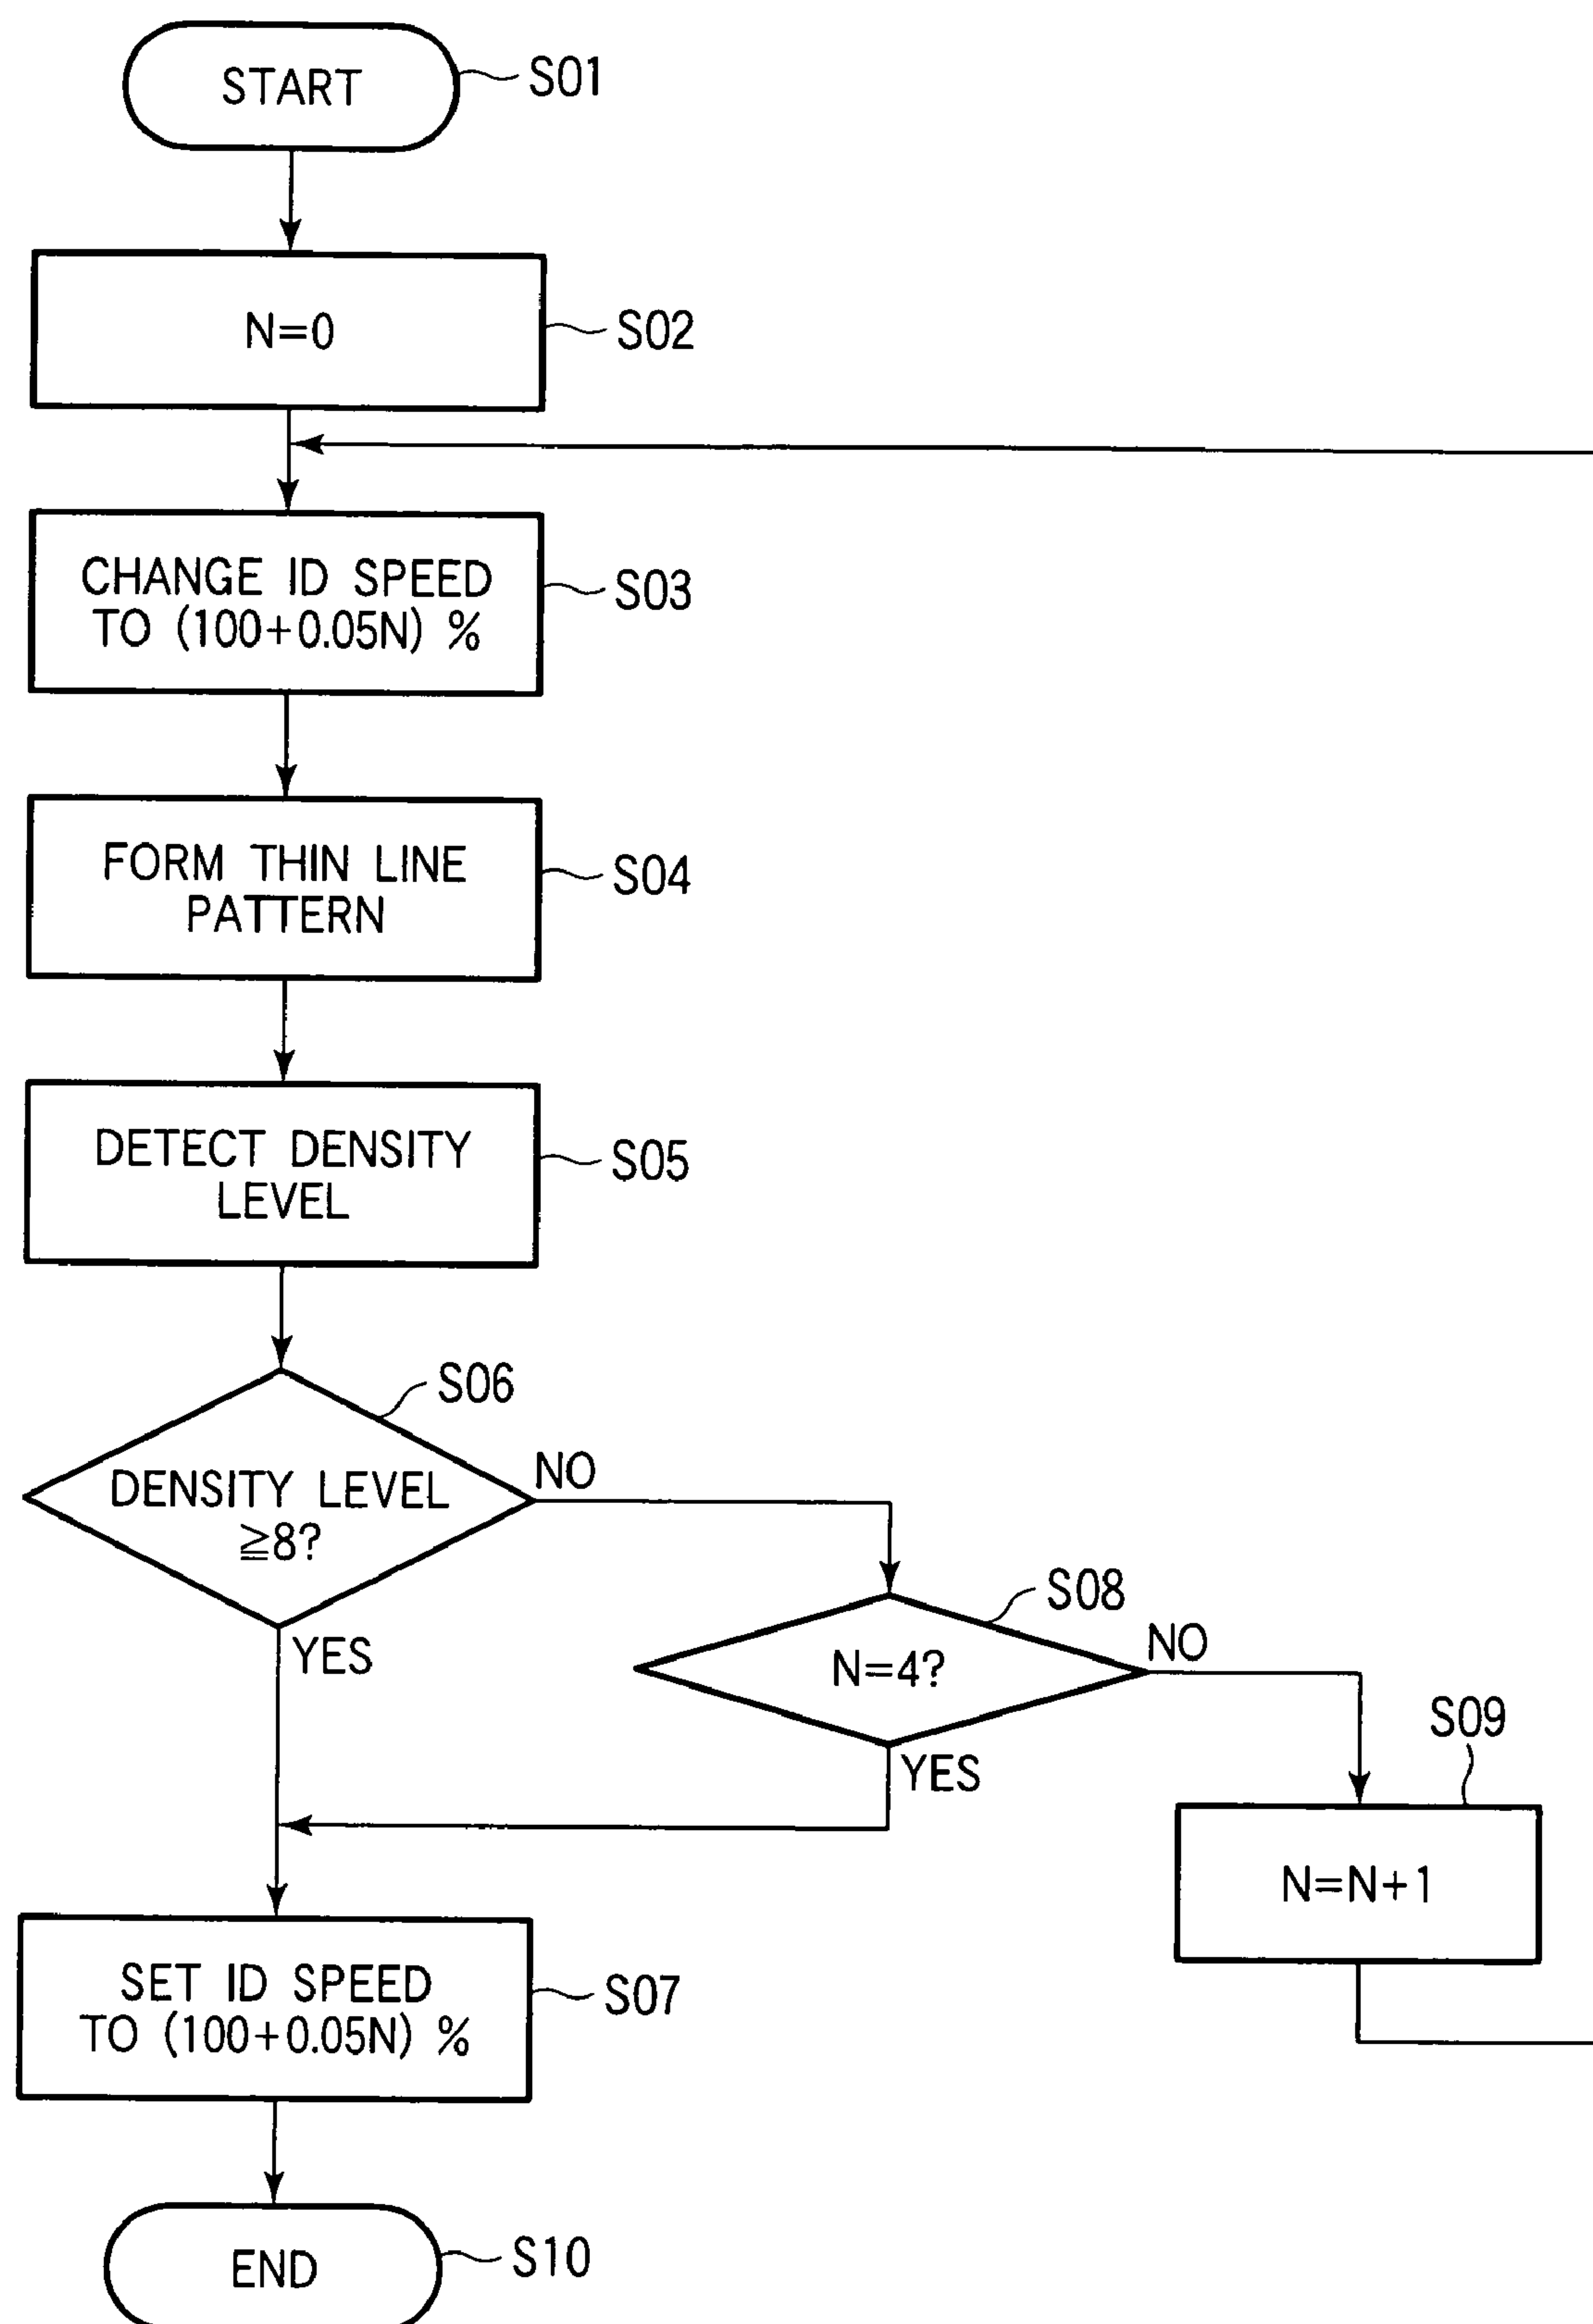 START
S01
N=0
S02
CHANGE ID SPEED
TO (100+0.05N) %
S03
FORM THIN LINE
PATTERN
S04
DETECT DENSITY
LEVEL
S05
S06
DENSITY LEVEL
≧8?
NO
YES
S08
N=4?
NO
YES
S09
N=N+1
SET ID SPEED
TO (100+0.05N) %
S07
END
S10